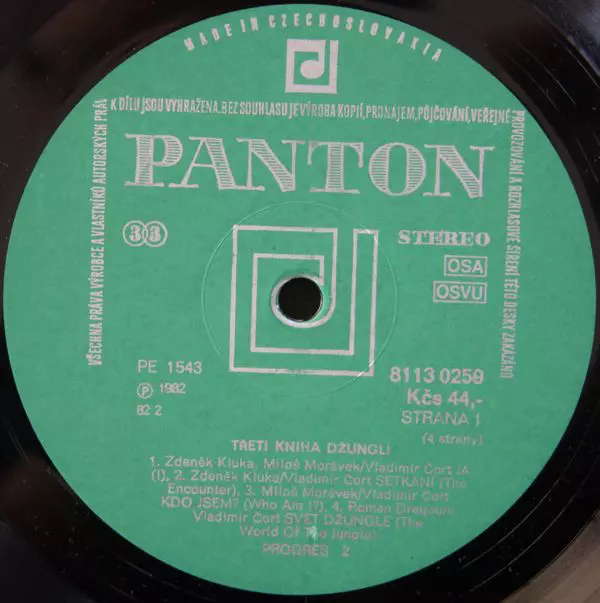 MADE IN CZECHOSLOVAKIA
VŠECHNA PRÁVA VÝROBCE A VLASTNÍKŮ AUTORSKÝCH PRÁV
K DÍLU JSOU VYHRAŽENA. BEZ SOUHLASU JE VÝROBA KOPIÍ, PRONÁJEM, PŮJČOVÁNÍ, VEŘEJNÉ
PROVOZOVÁNÍ A ROZHLASOVÉ ŠÍŘENÍ TÉTO DESKY ZAKÁZÁNO
PANTON
33
STEREO
OSA
OSVU
PE 1543
℗ 1982
82 2
8113 0259
Kčs 44,-
STRANA 1
(4 strany)
TŘETÍ KNIHA DŽUNGLÍ
1. Zdeněk Kluka, Miloš Morávek/Vladimír Čort JÁ
(I), 2. Zdeněk Kluka/Vladimír Čort SETKÁNÍ (The
Encounter), 3. Miloš Morávek/Vladimír Čort
KDO JSEM? (Who Am I?), 4. Roman Dragoun/
Vladimír Čort SVĚT DŽUNGLE (The
World Of The Jungle)
PROGRES 2